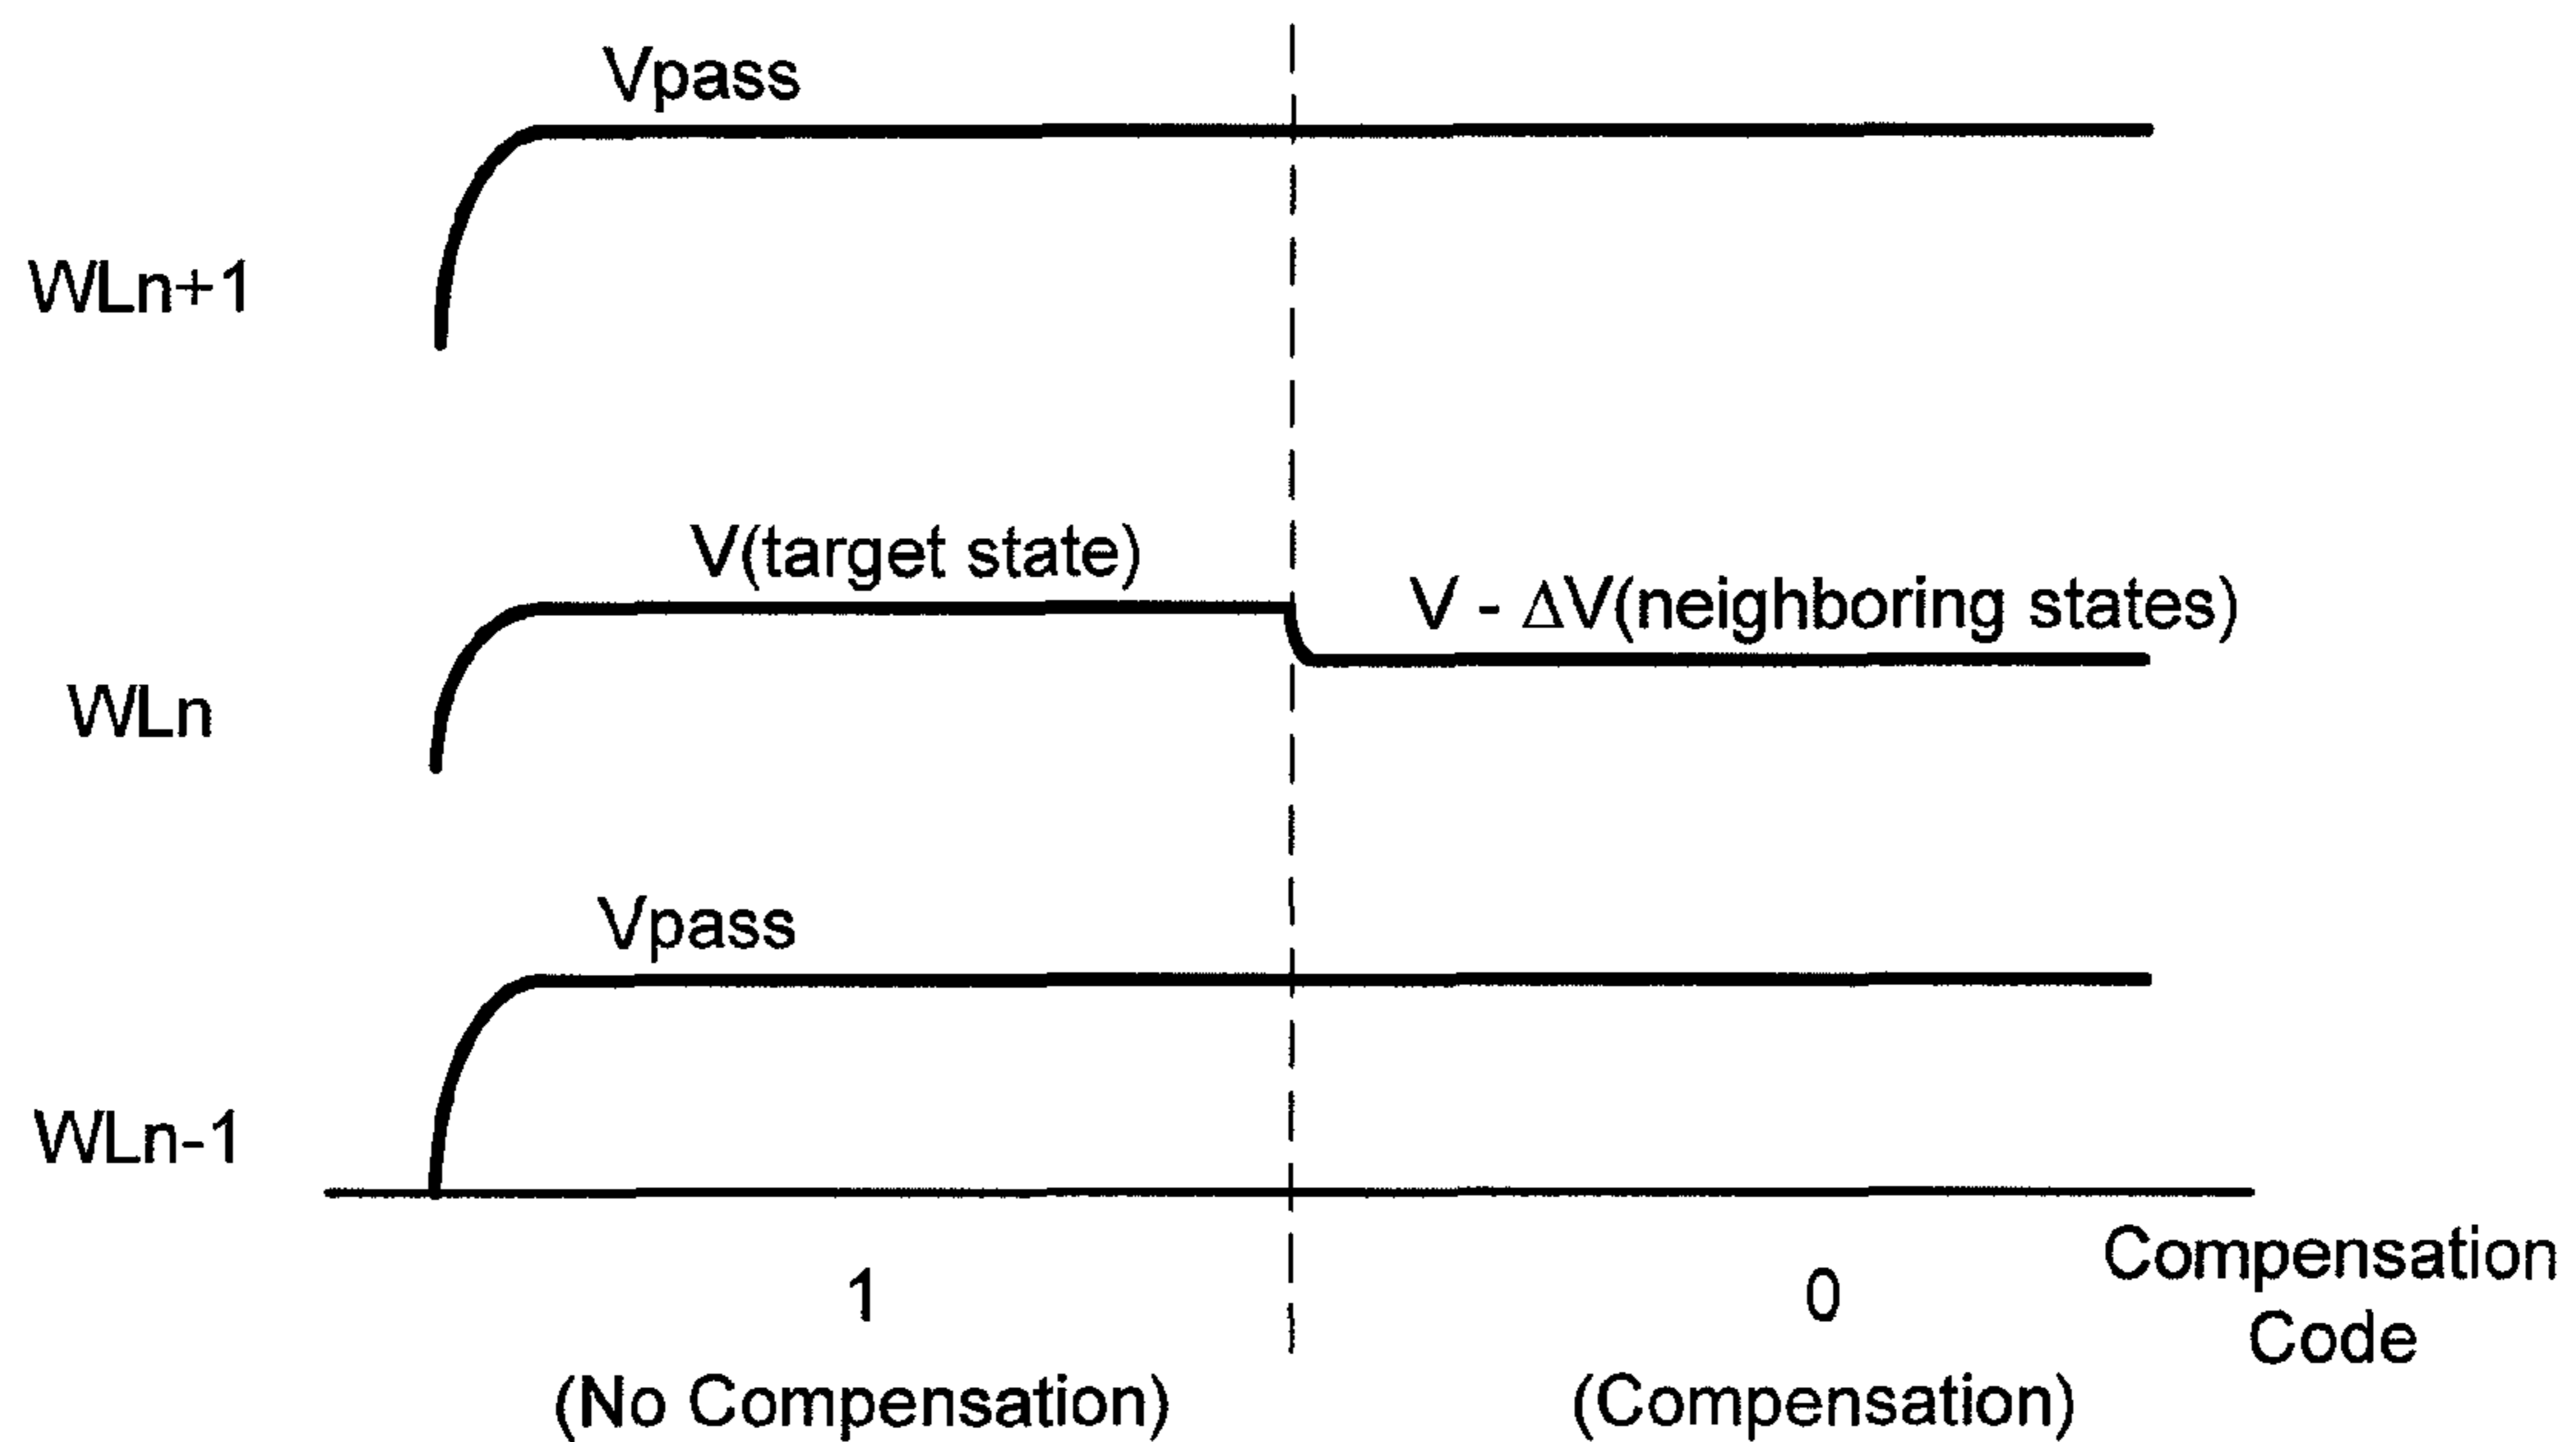 Vpass
WLn+1
V(target state)
V - ΔV(neighboring states)
WLn
Vpass
WLn-1
1
0
Compensation
Code
(No Compensation)
(Compensation)